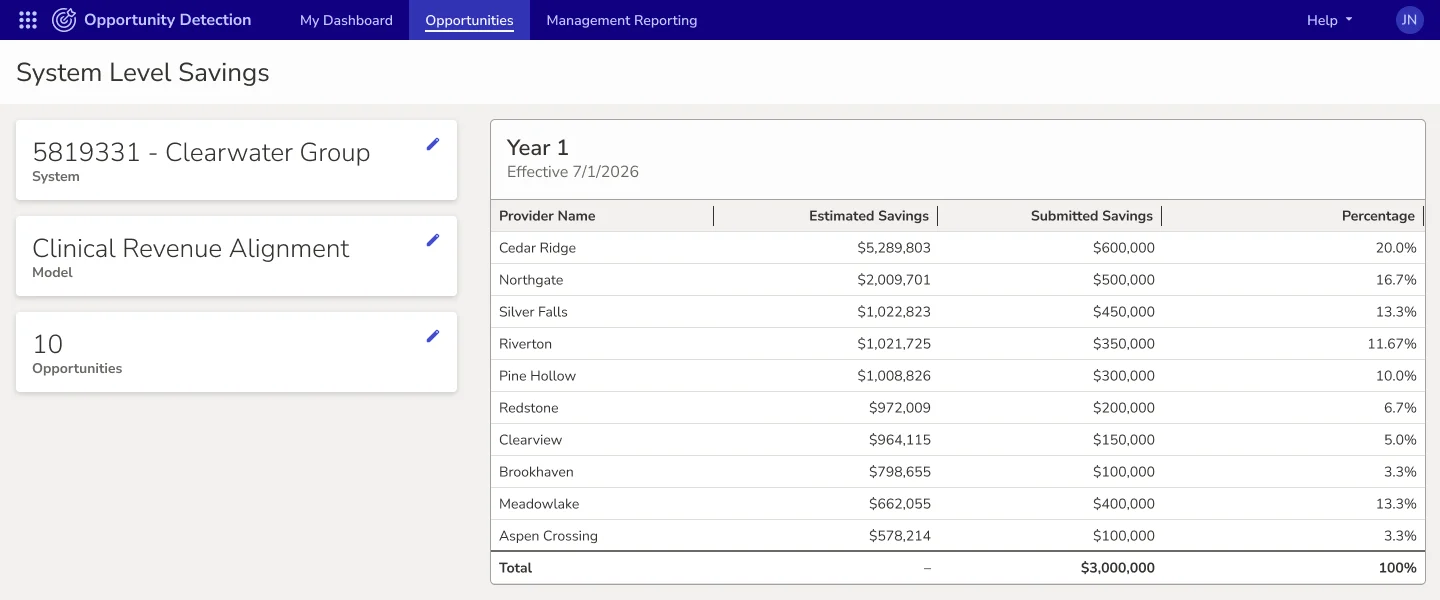 Opportunity Detection My Dashboard Opportunities Management Reporting Help JN
System Level Savings
5819331 - Clearwater Group
System
Clinical Revenue Alignment
Model
10
Opportunities
Year 1
Effective 7/1/2026
Provider Name Estimated Savings Submitted Savings Percentage
Cedar Ridge $5,289,803 $600,000 20.0%
Northgate $2,009,701 $500,000 16.7%
Silver Falls $1,022,823 $450,000 13.3%
Riverton $1,021,725 $350,000 11.67%
Pine Hollow $1,008,826 $300,000 10.0%
Redstone $972,009 $200,000 6.7%
Clearview $964,115 $150,000 5.0%
Brookhaven $798,655 $100,000 3.3%
Meadowlake $662,055 $400,000 13.3%
Aspen Crossing $578,214 $100,000 3.3%
Total – $3,000,000 100%